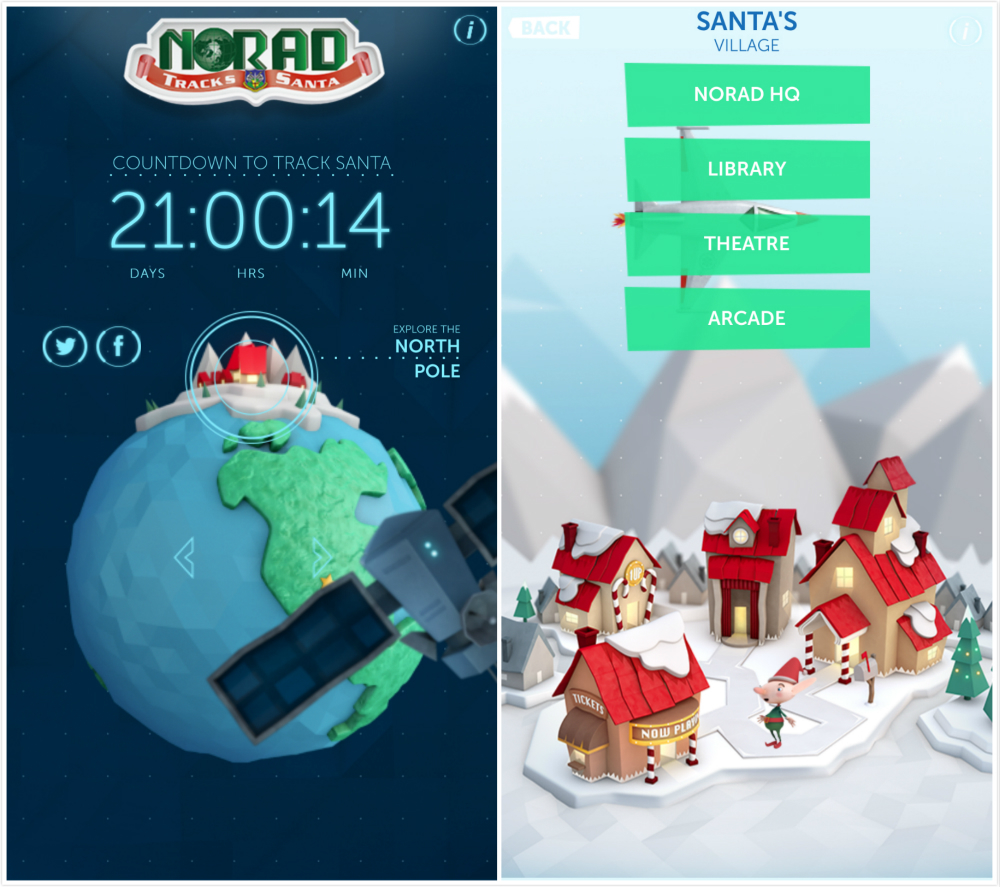 NORAD
TRACKS SANTA
i
COUNTDOWN TO TRACK SANTA
21:00:14
DAYS HRS MIN
EXPLORE THE
NORTH
POLE
BACK
SANTA'S
VILLAGE
i
NORAD HQ
LIBRARY
THEATRE
ARCADE
1UP
TICKETS
NOW PLAY